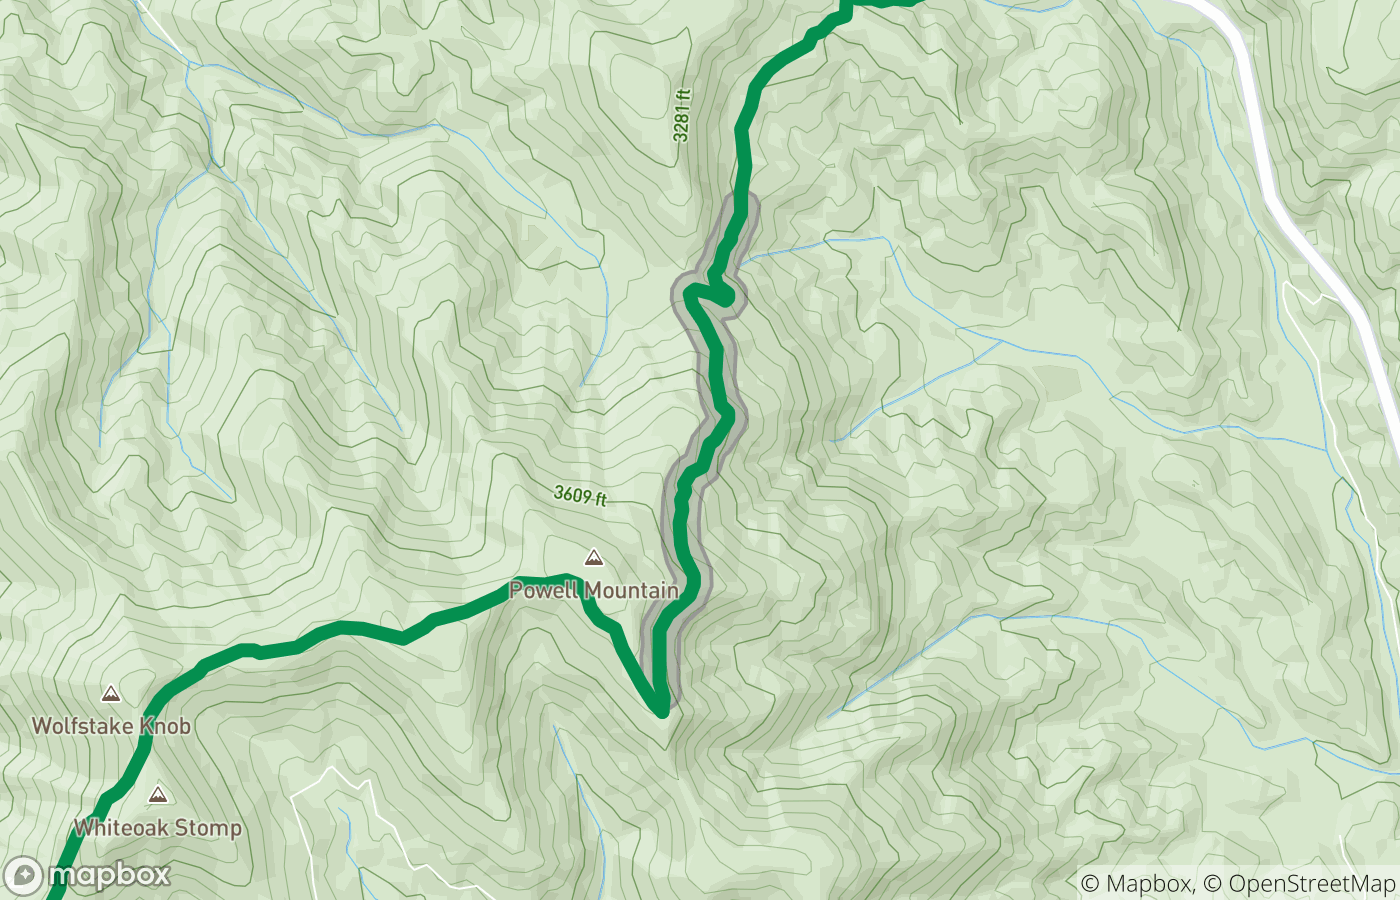 3281 ft
3609 ft
Powell Mountain
Wolfstake Knob
Whiteoak Stomp
mapbox
© Mapbox, © OpenStreetMap